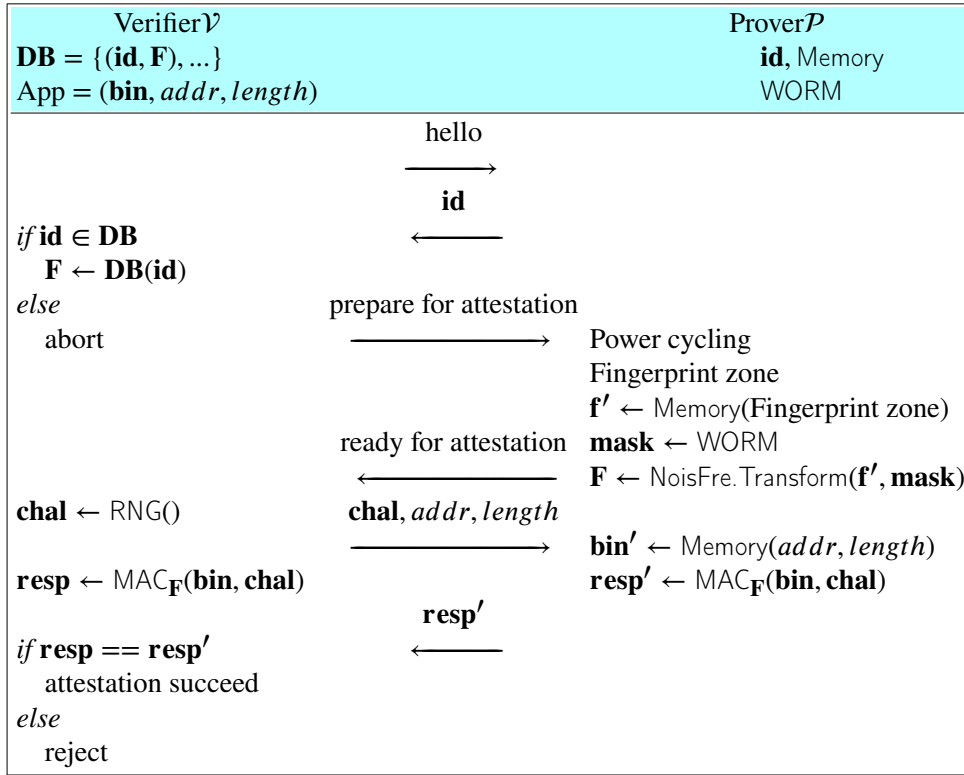 Verifier𝒱 Prover𝒫
DB = {(id, F), ...} id, Memory
App = (bin, addr, length) WORM
hello
id
if id ∈ DB
F ← DB(id)
else prepare for attestation
abort Power cycling
Fingerprint zone
f′ ← Memory(Fingerprint zone)
ready for attestation mask ← WORM
F ← NoisFre.Transform(f′, mask)
chal ← RNG() chal, addr, length
bin′ ← Memory(addr, length)
resp ← MAC_F(bin, chal) resp′ ← MAC_F(bin, chal)
resp′
if resp == resp′
attestation succeed
else
reject